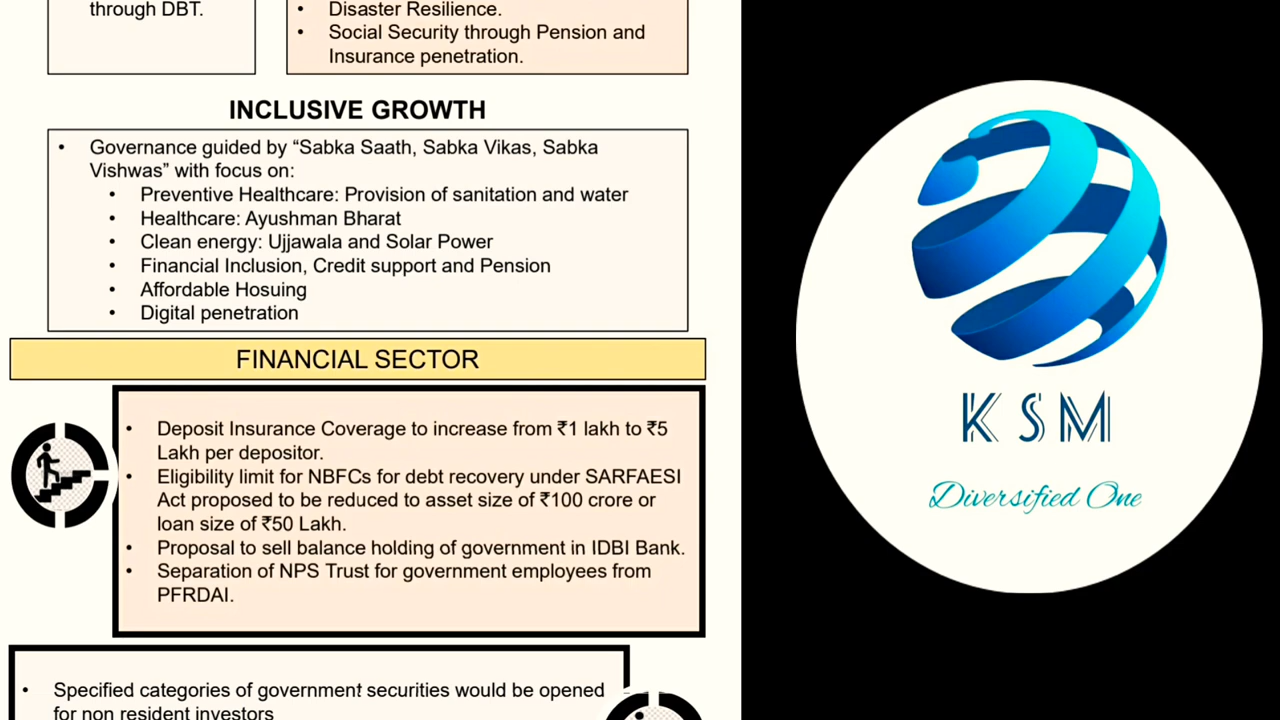 through DBT.
• Disaster Resilience.
• Social Security through Pension and
Insurance penetration.
INCLUSIVE GROWTH
• Governance guided by “Sabka Saath, Sabka Vikas, Sabka
Vishwas” with focus on:
• Preventive Healthcare: Provision of sanitation and water
• Healthcare: Ayushman Bharat
• Clean energy: Ujjawala and Solar Power
• Financial Inclusion, Credit support and Pension
• Affordable Hosuing
• Digital penetration
FINANCIAL SECTOR
• Deposit Insurance Coverage to increase from ₹1 lakh to ₹5
Lakh per depositor.
• Eligibility limit for NBFCs for debt recovery under SARFAESI
Act proposed to be reduced to asset size of ₹100 crore or
loan size of ₹50 Lakh.
• Proposal to sell balance holding of government in IDBI Bank.
• Separation of NPS Trust for government employees from
PFRDAI.
• Specified categories of government securities would be opened
for non resident investors
KSM
Diversified One